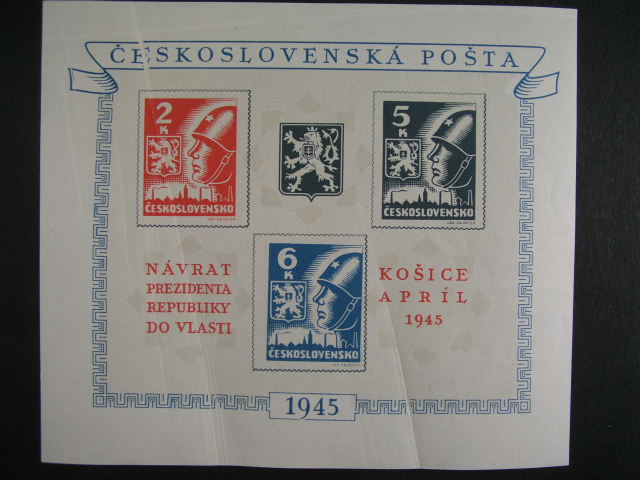 ČESKOSLOVENSKÁ POŠTA
2
K
ČESKOSLOVENSKO
5
K
ČESKOSLOVENSKO
NÁVRAT
PREZIDENTA
REPUBLIKY
DO VLASTI
6
K
ČESKOSLOVENSKO
KOŠICE
APRÍL
1945
1945